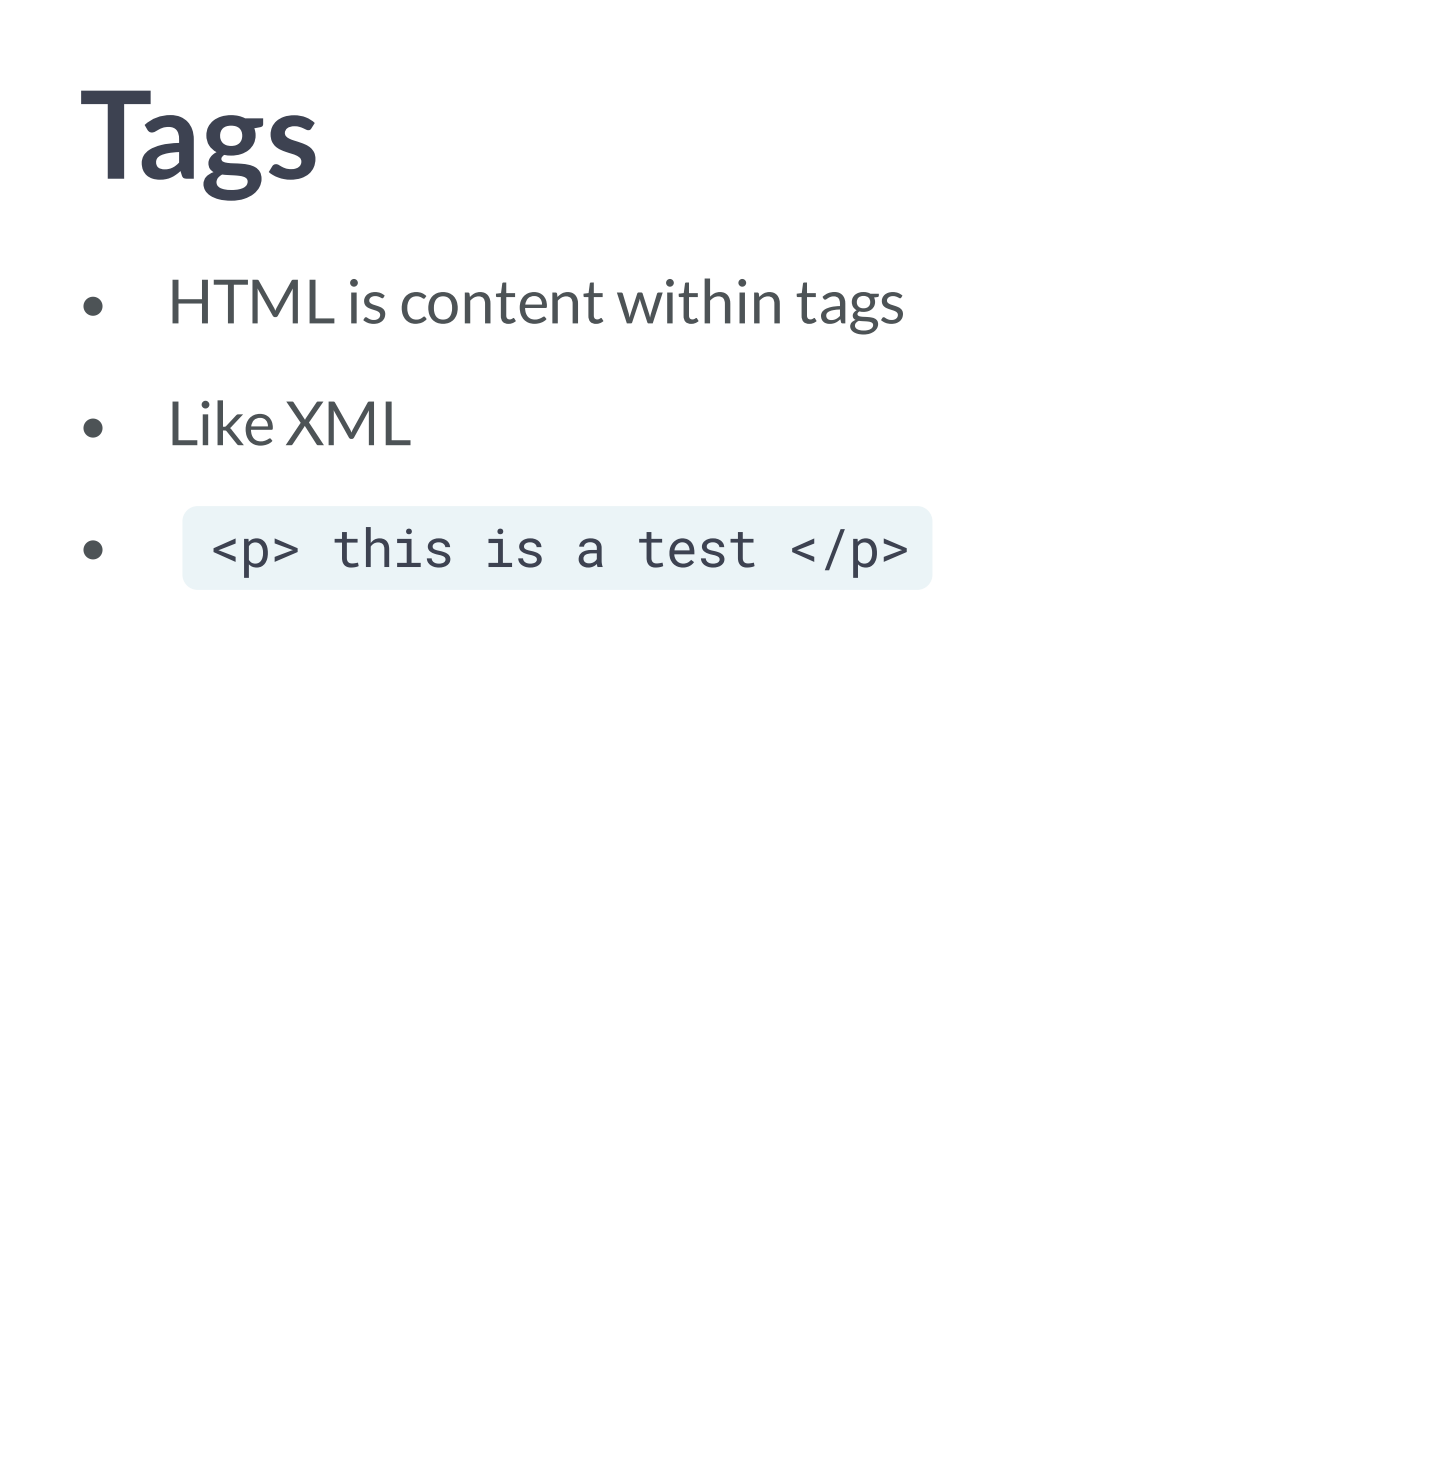 Tags
• HTML is content within tags
• Like XML
• <p> this is a test </p>